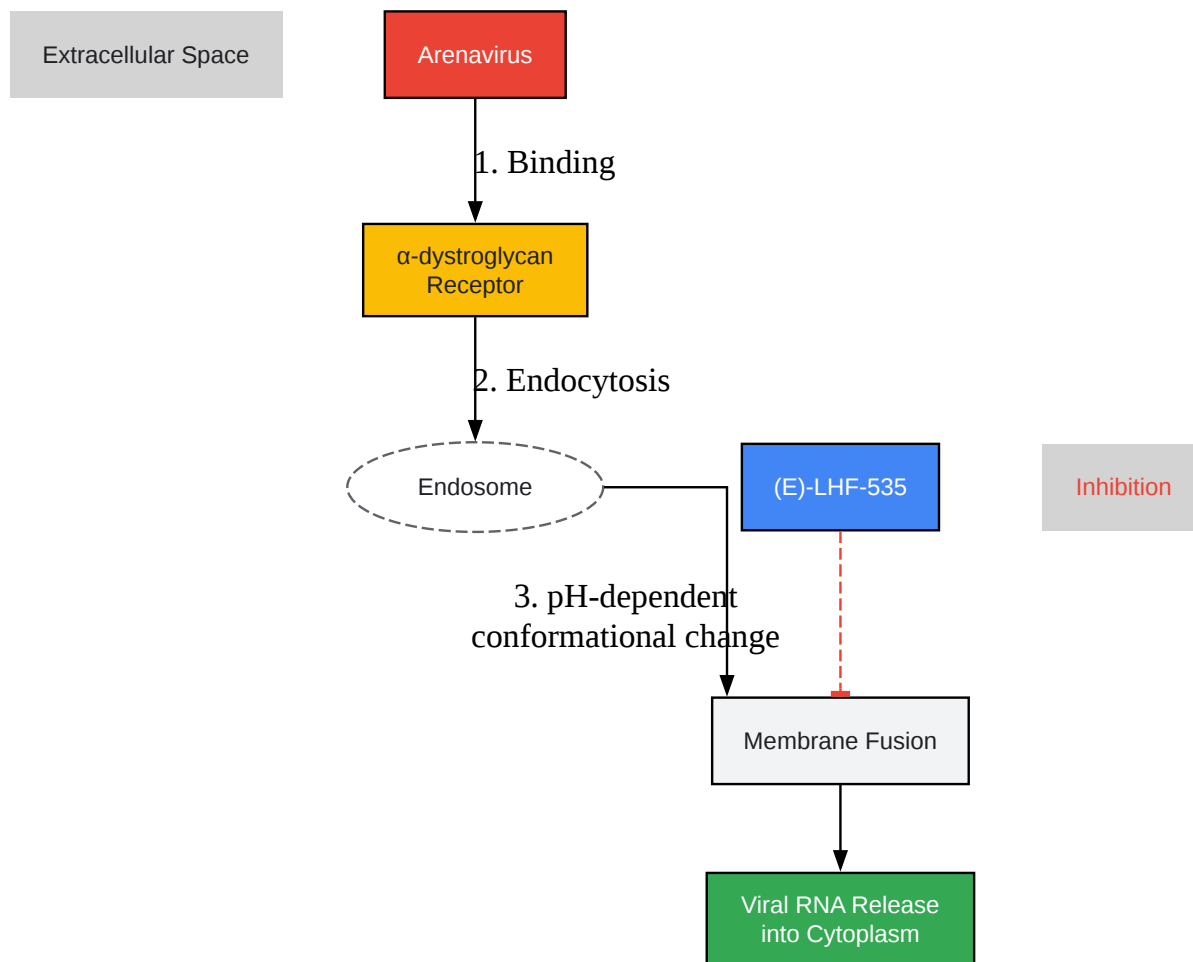 Extracellular Space
Arenavirus
1. Binding
α-dystroglycan
Receptor
2. Endocytosis
Endosome
(E)-LHF-535
Inhibition
3. pH-dependent
conformational change
Membrane Fusion
Viral RNA Release
into Cytoplasm